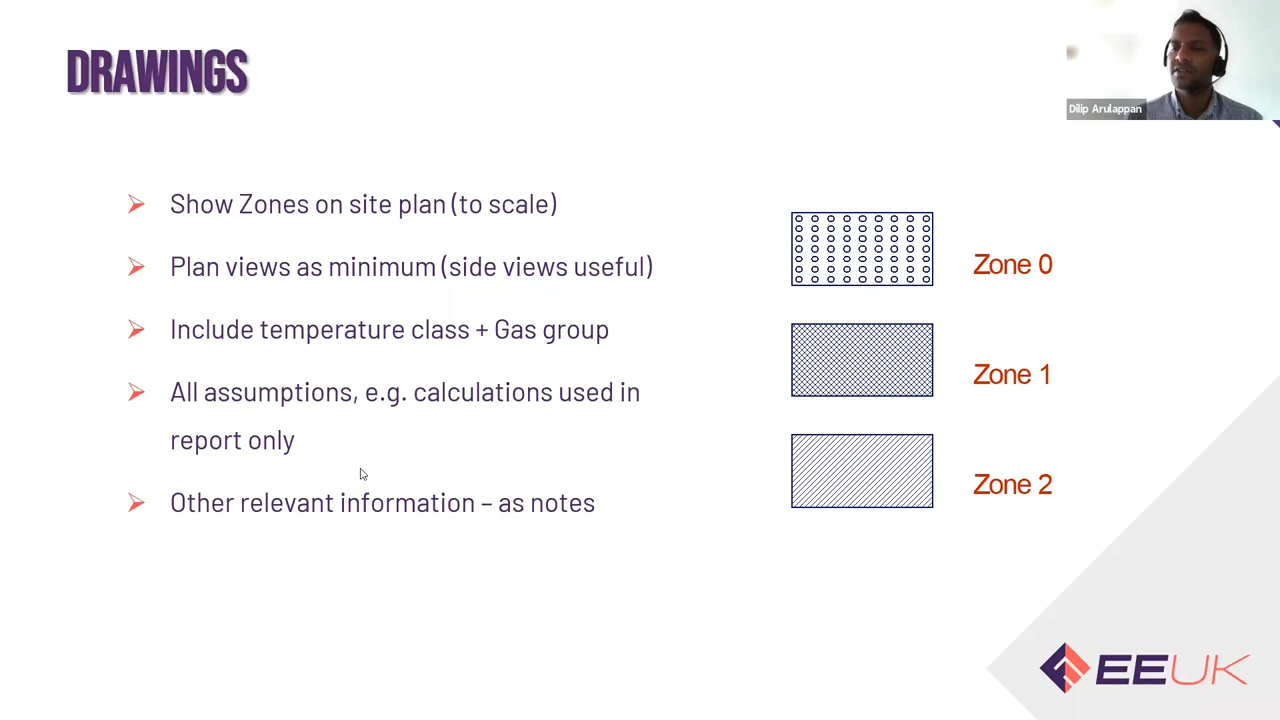 DRAWINGS
Dilip Arulappan
Show Zones on site plan (to scale)
Plan views as minimum (side views useful)
Include temperature class + Gas group
All assumptions, e.g. calculations used in
report only
Other relevant information – as notes
Zone 0
Zone 1
Zone 2
EEUK